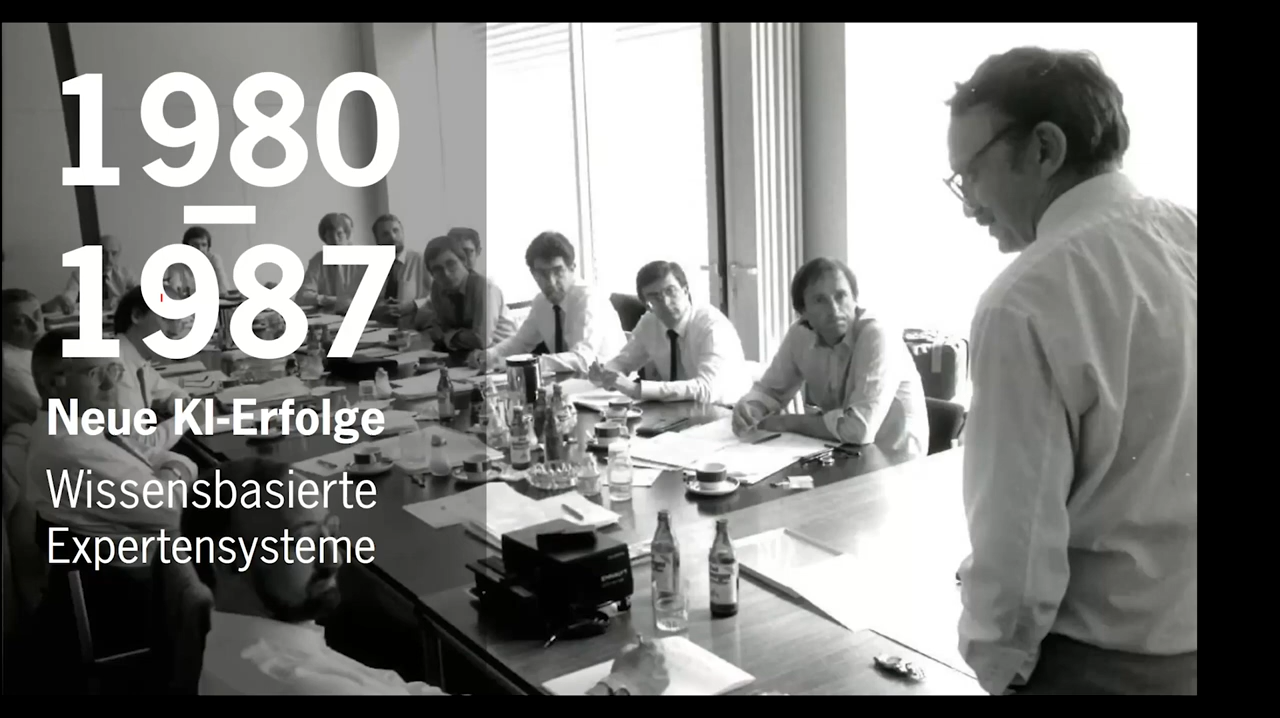 1980
–
1987
Neue KI-Erfolge
Wissensbasierte
Expertensysteme